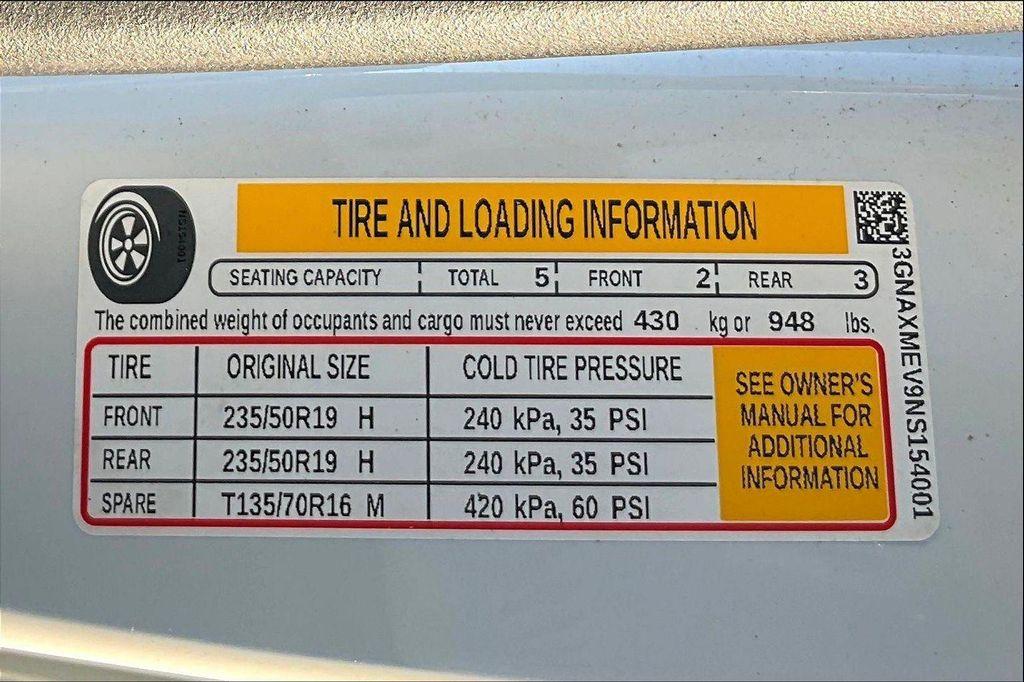 TIRE AND LOADING INFORMATION
SEATING CAPACITY TOTAL 5 FRONT 2 REAR 3
The combined weight of occupants and cargo must never exceed 430 kg or 948 lbs.
TIRE ORIGINAL SIZE COLD TIRE PRESSURE
FRONT 235/50R19 H 240 kPa, 35 PSI
REAR 235/50R19 H 240 kPa, 35 PSI
SPARE T135/70R16 M 420 kPa, 60 PSI
SEE OWNER'S
MANUAL FOR
ADDITIONAL
INFORMATION
3GNAXMEV9NS154001
NS154001